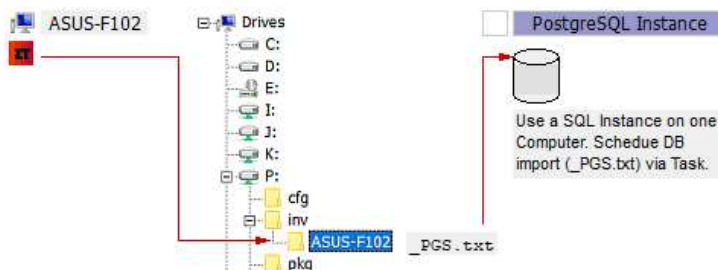 ASUS-F102
Drives
PostgreSQL Instance
C:
D:
E:
I:
J:
K:
P:
cfg
inv
ASUS-F102
_PGS.txt
pkg
Use a SQL Instance on one
Computer. Schedue DB
import (_PGS.txt) via Task.